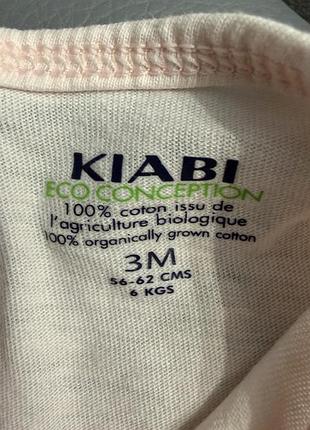 KIABI
ECO CONCEPTION
100% coton issu de
l'agriculture biologique
100% organically grown cotton
3M
56-62 CMS
6 KGS